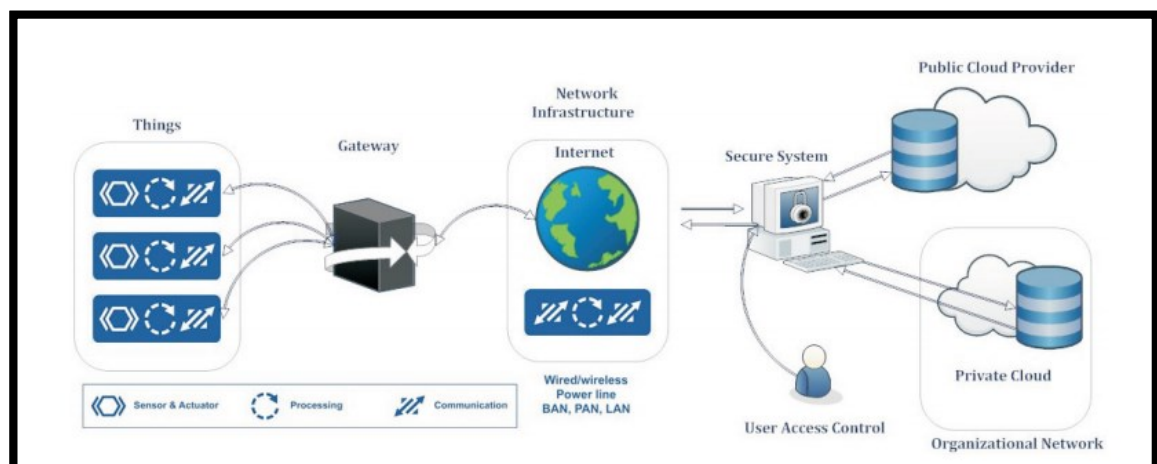 Things
Gateway
Network
Infrastructure
Internet
Wired/wireless
Power line
BAN, PAN, LAN
Secure System
Public Cloud Provider
User Access Control
Private Cloud
Organizational Network
Sensor & Actuator
Processing
Communication